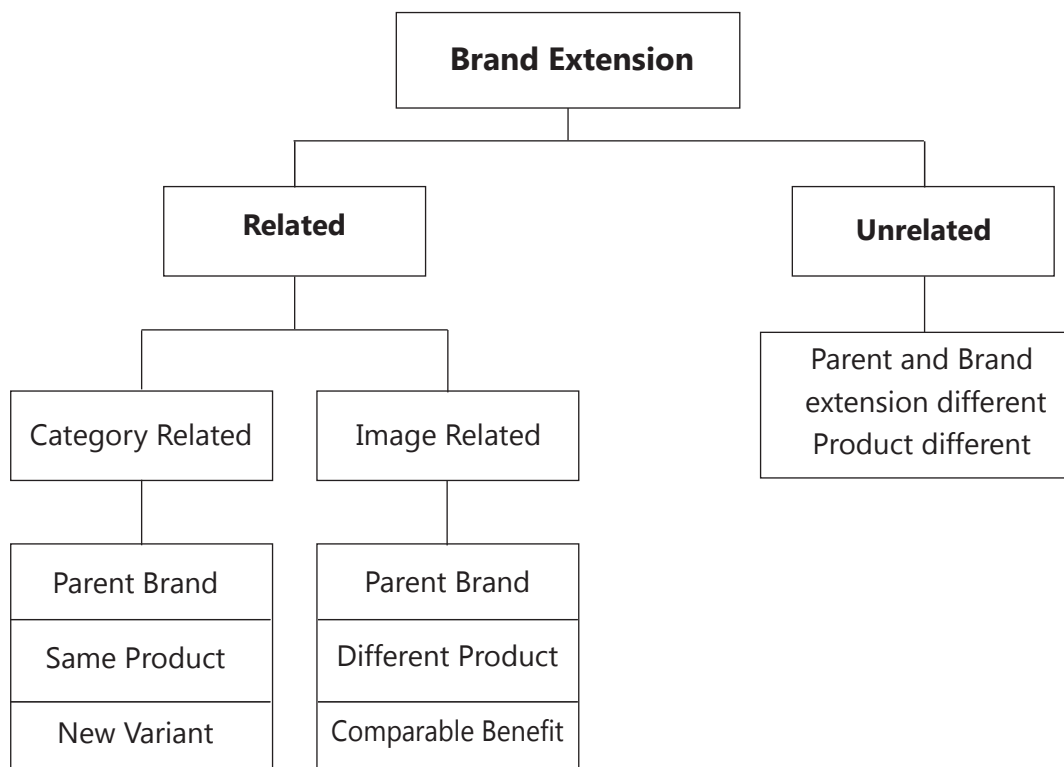 Brand Extension
Related
Unrelated
Parent and Brand
extension different
Product different
Category Related
Image Related
Parent Brand
Same Product
New Variant
Parent Brand
Different Product
Comparable Benefit